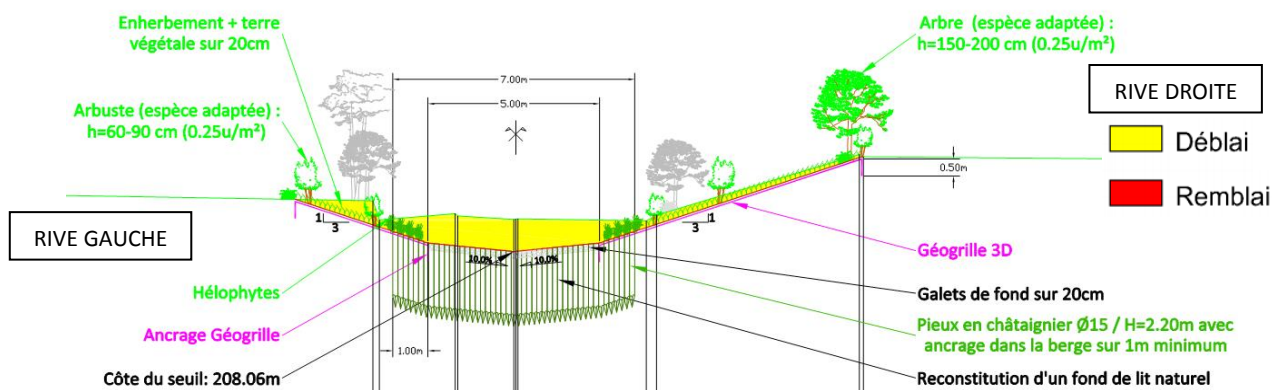 Enherbement + terre
végétale sur 20cm
Arbuste (espèce adaptée) :
h=60-90 cm (0.25u/m²)
7.00m
5.00m
Arbre (espèce adaptée) :
h=150-200 cm (0.25u/m²)
RIVE DROITE
Déblai
Remblai
0.50m
1
3
1
3
RIVE GAUCHE
10,0%
10,0%
Géogrille 3D
Hélophytes
Galets de fond sur 20cm
Ancrage Géogrille
Pieux en châtaignier Ø15 / H=2.20m avec
ancrage dans la berge sur 1m minimum
1.00m
Côte du seuil: 208.06m
Reconstitution d'un fond de lit naturel